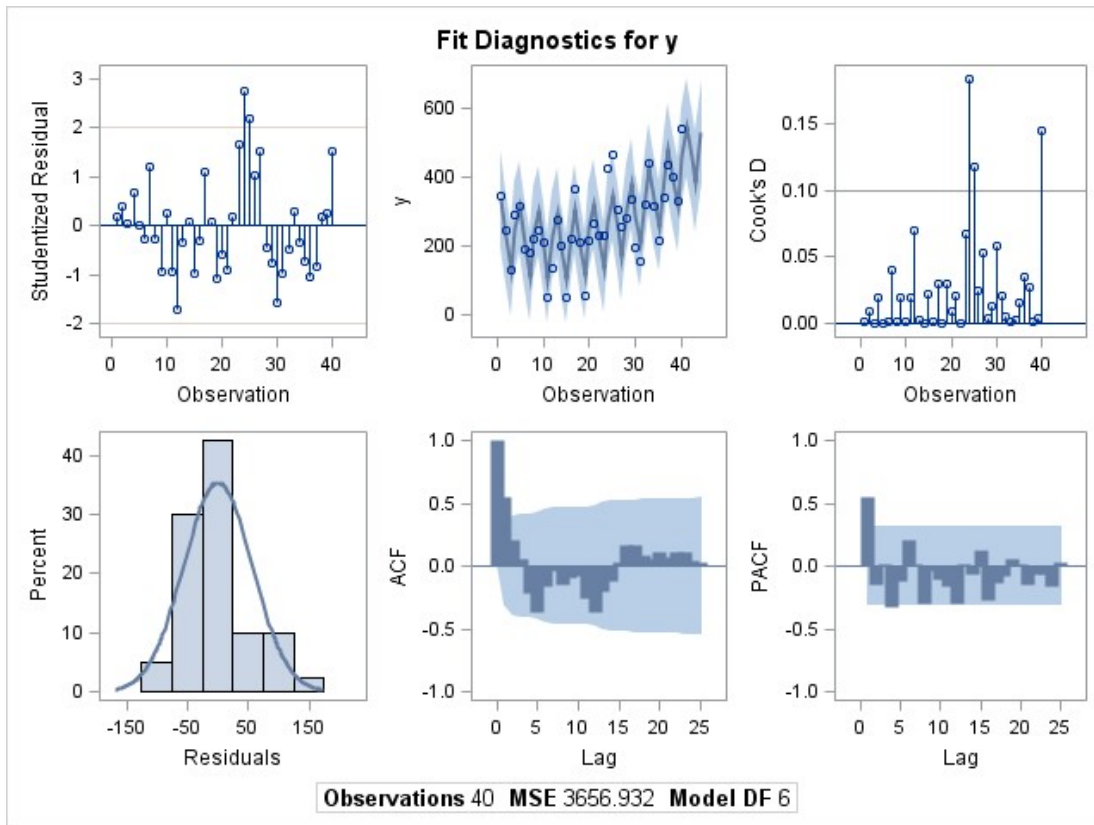 Fit Diagnostics for y
Studentized Residual
3
2
1
0
-1
-2
0 10 20 30 40
Observation
y
600
400
200
0
0 10 20 30 40
Observation
Cook's D
0.15
0.10
0.05
0.00
0 10 20 30 40
Observation
Percent
40
30
20
10
0
-150 -50 50 150
Residuals
ACF
1.0
0.5
0.0
-0.5
-1.0
0 5 10 15 20 25
Lag
PACF
1.0
0.5
0.0
-0.5
-1.0
0 5 10 15 20 25
Lag
Observations 40 MSE 3656.932 Model DF 6